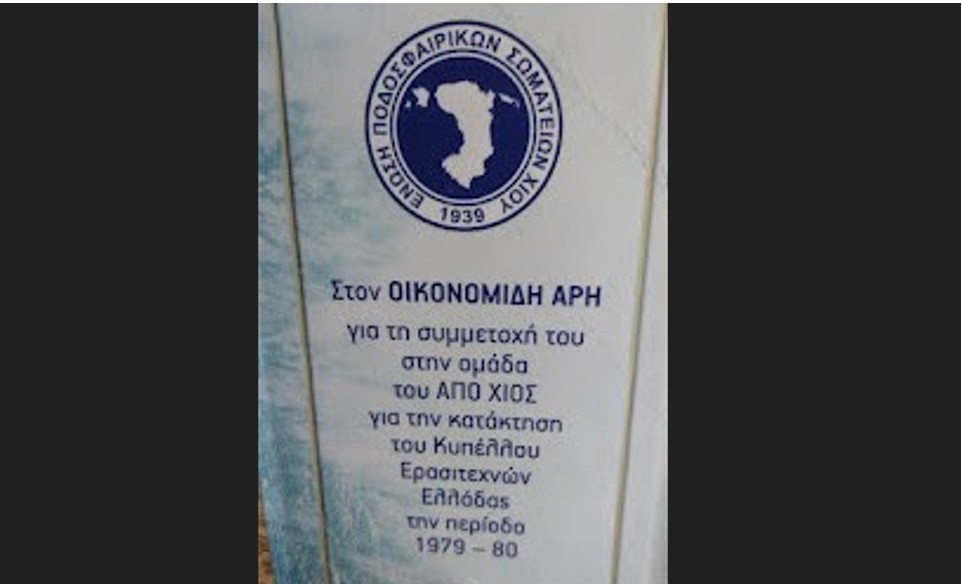 ΕΝΩΣΗ ΠΟΔΟΣΦΑΙΡΙΚΩΝ ΣΩΜΑΤΕΙΩΝ ΧΙΟΥ
1939
Στον ΟΙΚΟΝΟΜΙΔΗ ΑΡΗ
για τη συμμετοχή του
στην ομάδα
του ΑΠΟ ΧΙΟΣ
για την κατάκτηση
του Κυπέλλου
Ερασιτεχνών
Ελλάδας
την περίοδο
1979 – 80